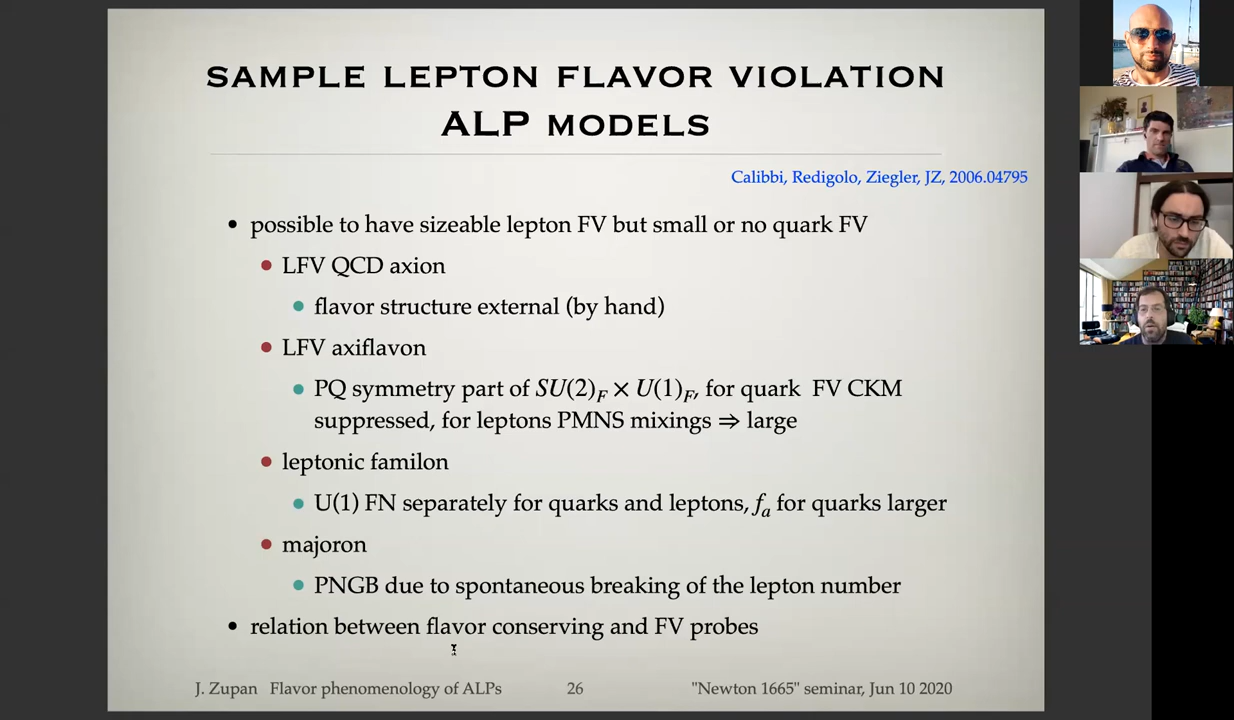 SAMPLE LEPTON FLAVOR VIOLATION
ALP MODELS
Calibbi, Redigolo, Ziegler, JZ, 2006.04795
• possible to have sizeable lepton FV but small or no quark FV
• LFV QCD axion
• flavor structure external (by hand)
• LFV axiflavon
• PQ symmetry part of SU(2)_F × U(1)_F, for quark FV CKM
suppressed, for leptons PMNS mixings ⇒ large
• leptonic familon
• U(1) FN separately for quarks and leptons, f_a for quarks larger
• majoron
• PNGB due to spontaneous breaking of the lepton number
• relation between flavor conserving and FV probes
J. Zupan Flavor phenomenology of ALPs 26 "Newton 1665" seminar, Jun 10 2020